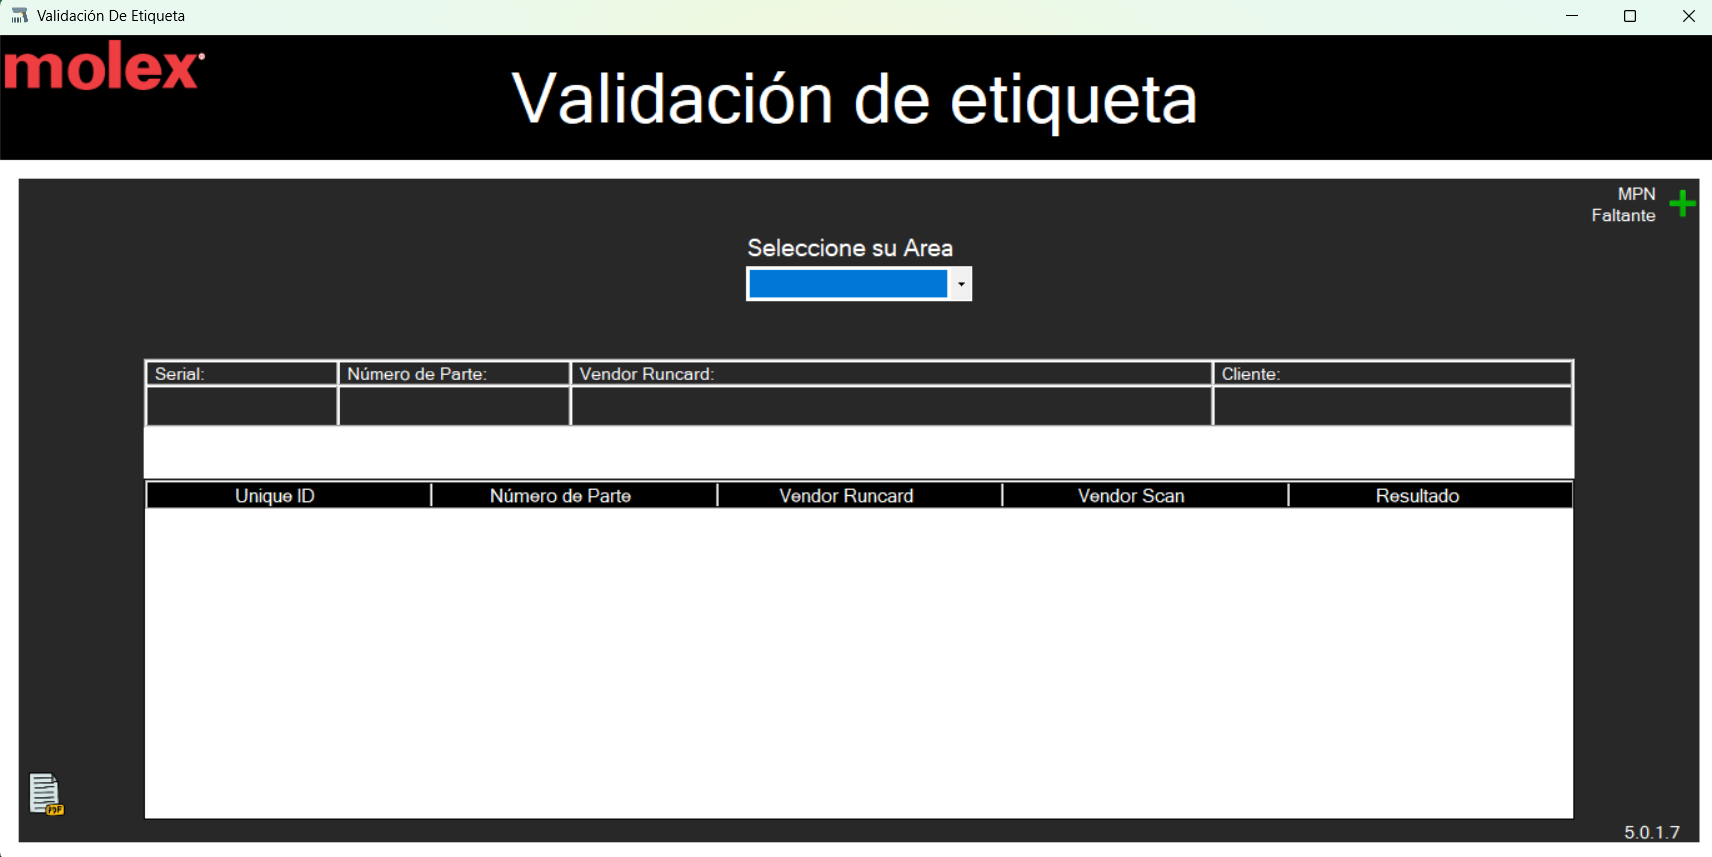 Validación De Etiqueta
molex
Validación de etiqueta
MPN
Faltante
Seleccione su Area
Serial: Número de Parte: Vendor Runcard: Cliente:
Unique ID Número de Parte Vendor Runcard Vendor Scan Resultado
PDF
5.0.1.7